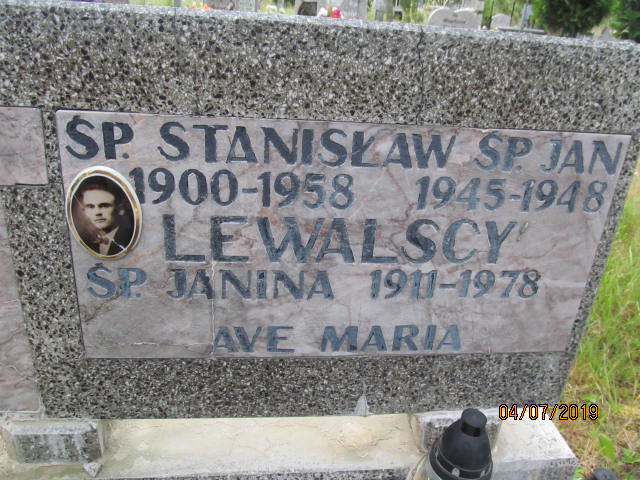 ŚP. STANISŁAW ŚP. JAN
1900-1958 1945-1948
LEWALSCY
ŚP. JANINA 1911-1978
AVE MARIA
04/07/2019